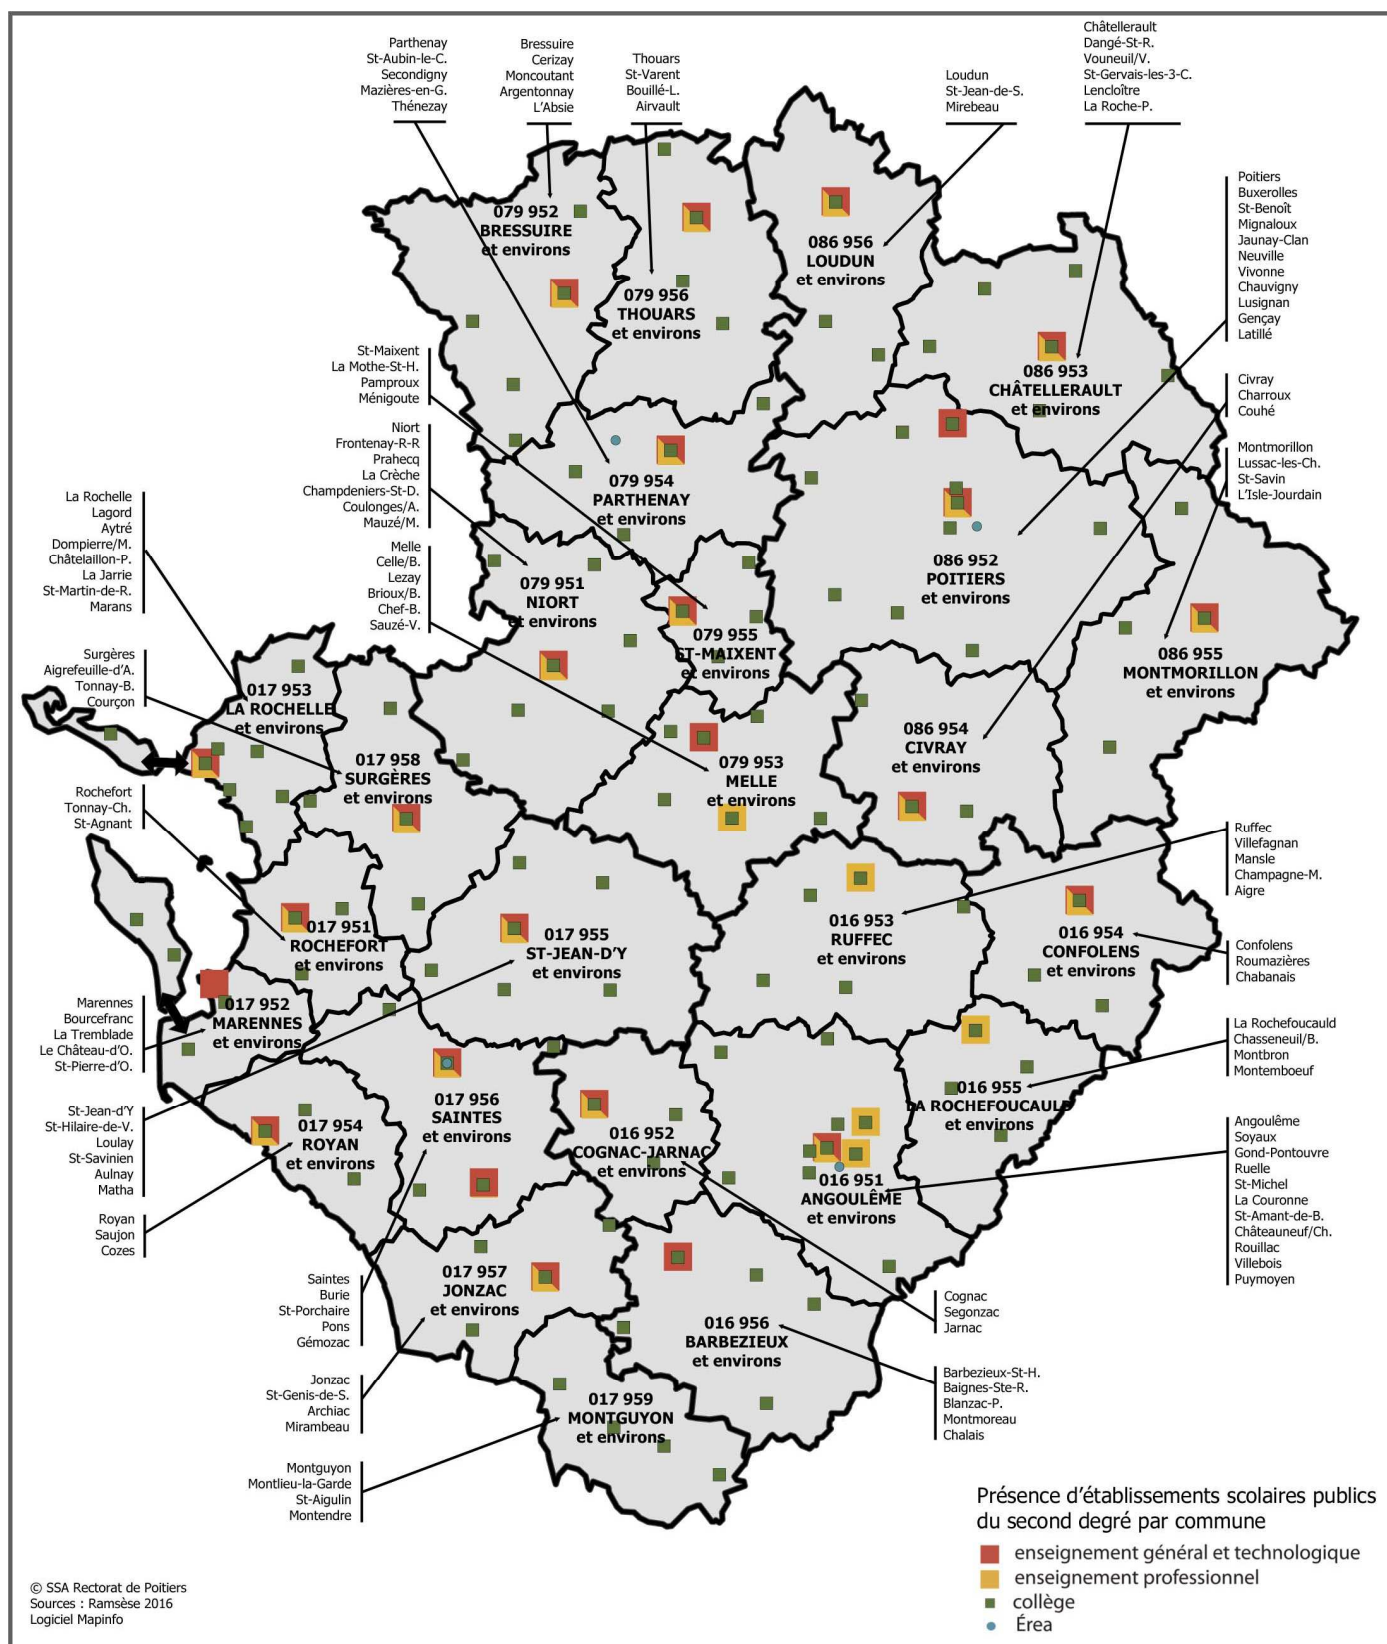 Parthenay
St-Aubin-le-C.
Secondigny
Mazières-en-G.
Thénezay
Bressuire
Cerizay
Moncoutant
Argentonnay
L'Absie
Thouars
St-Varent
Bouillé-L.
Airvault
Loudun
St-Jean-de-S.
Mirebeau
Châtellerault
Dangé-St-R.
Vouneuil/V.
St-Gervais-les-3-C.
Lencloître
La Roche-P.
Poitiers
Buxerolles
St-Benoît
Mignaloux
Jaunay-Clan
Neuville
Vivonne
Chauvigny
Lusignan
Gençay
Latillé
Civray
Charroux
Couhé
Montmorillon
Lussac-les-Ch.
St-Savin
L'Isle-Jourdain
St-Maixent
La Mothe-St-H.
Pamproux
Ménigoute
Niort
Frontenay-R-R
Prahecq
La Crèche
Champdeniers-St-D.
Coulonges/A.
Mauzé/M.
Melle
Celle/B.
Lezay
Brioux/B.
Chef-B.
Sauzé-V.
La Rochelle
Lagord
Aytré
Dompierre/M.
Châtelaillon-P.
La Jarrie
St-Martin-de-R.
Marans
Surgères
Aigrefeuille-d'A.
Tonnay-B.
Courçon
Rochefort
Tonnay-Ch.
St-Agnant
Marennes
Bourcefranc
La Tremblade
Le Château-d'O.
St-Pierre-d'O.
St-Jean-d'Y
St-Hilaire-de-V.
Loulay
St-Savinien
Aulnay
Matha
Royan
Saujon
Cozes
Saintes
Burie
St-Porchaire
Pons
Gémozac
Jonzac
St-Genis-de-S.
Archiac
Mirambeau
Montguyon
Montlieu-la-Garde
St-Aigulin
Montendre
Ruffec
Villefagnan
Mansle
Champagne-M.
Aigre
Confolens
Roumazières
Chabanais
La Rochefoucauld
Chasseneuil/B.
Montbron
Montemboeuf
Angoulême
Soyaux
Gond-Pontouvre
Ruelle
St-Michel
La Couronne
St-Amant-de-B.
Châteauneuf/Ch.
Rouillac
Villebois
Puymoyen
Cognac
Segonzac
Jarnac
Barbezieux-St-H.
Baignes-Ste-R.
Blanzac-P.
Montmoreau
Chalais
079 952
BRESSUIRE
et environs
079 956
THOUARS
et environs
086 956
LOUDUN
et environs
086 953
CHÂTELLERAULT
et environs
079 954
PARTHENAY
et environs
086 952
POITIERS
et environs
079 951
NIORT
et environs
079 955
ST-MAIXENT
et environs
086 955
MONTMORILLON
et environs
017 953
LA ROCHELLE
et environs
017 958
SURGÈRES
et environs
079 953
MELLE
et environs
086 954
CIVRAY
et environs
017 951
ROCHEFORT
et environs
017 955
ST-JEAN-D'Y
et environs
016 953
RUFFEC
et environs
016 954
CONFOLENS
et environs
017 952
MARENNES
et environs
017 956
SAINTES
et environs
016 955
LA ROCHEFOUCAULD
et environs
017 954
ROYAN
et environs
016 952
COGNAC-JARNAC
et environs
016 951
ANGOULÊME
et environs
017 957
JONZAC
et environs
016 956
BARBEZIEUX
et environs
017 959
MONTGUYON
et environs
Présence d'établissements scolaires publics
du second degré par commune
enseignement général et technologique
enseignement professionnel
collège
Érea
© SSA Rectorat de Poitiers
Sources : Ramsèse 2016
Logiciel Mapinfo